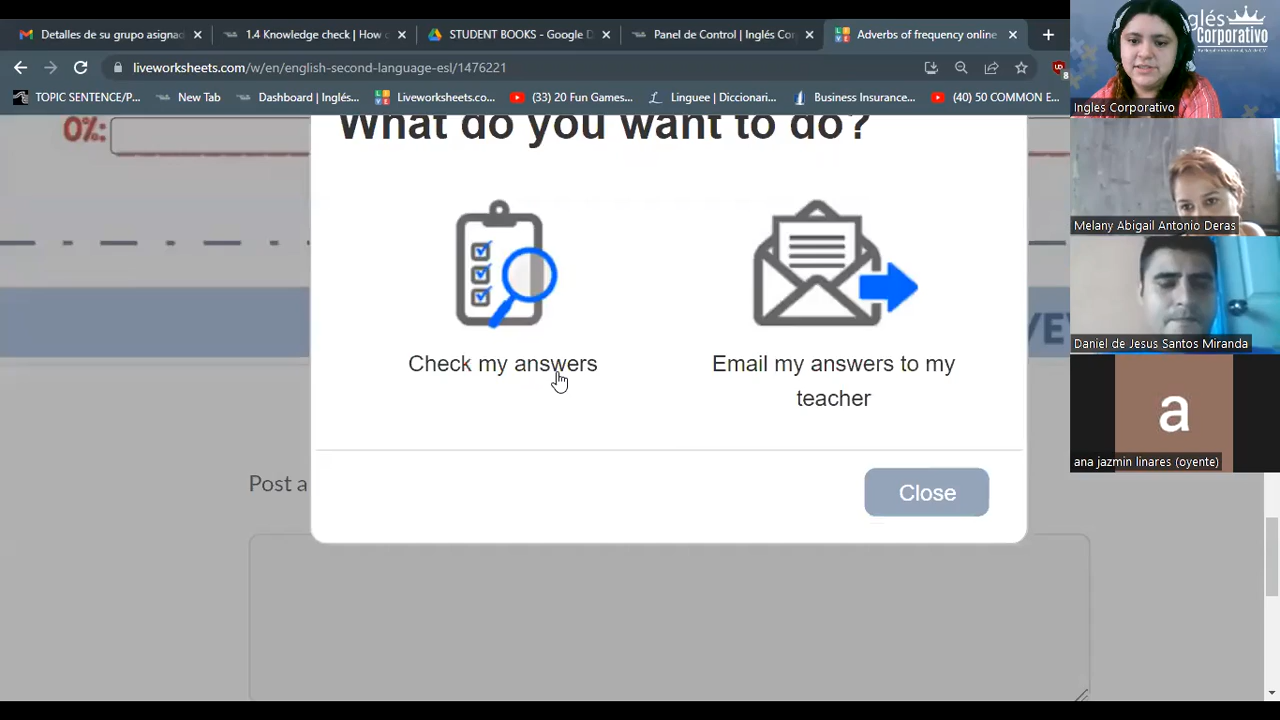 Detalles de su grupo asignad
1.4 Knowledge check | How c
STUDENT BOOKS - Google D
Panel de Control | Inglés Cor
Adverbs of frequency online
liveworksheets.com/w/en/english-second-language-esl/1476221
8
TOPIC SENTENCE/P...
New Tab
Dashboard | Inglés...
Liveworksheets.co...
(33) 20 Fun Games...
Linguee | Diccionari...
Business Insurance...
(40) 50 COMMON E...
0%:
What do you want to do?
Check my answers
Email my answers to my
teacher
Close
Post a
glés
Corporativo
Ingles Corporativo
Melany Abigail Antonio Deras
Daniel de Jesus Santos Miranda
a
ana jazmin linares (oyente)